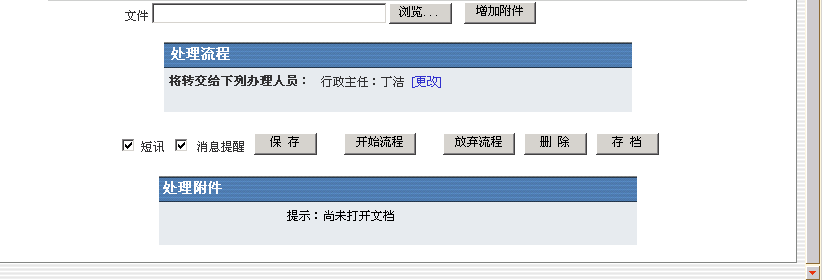 文件 浏览... 增加附件
处理流程
将转交给下列办理人员： 行政主任：丁洁 [更改]
短讯 消息提醒 保 存 开始流程 放弃流程 删 除 存 档
处理附件
提示：尚未打开文档